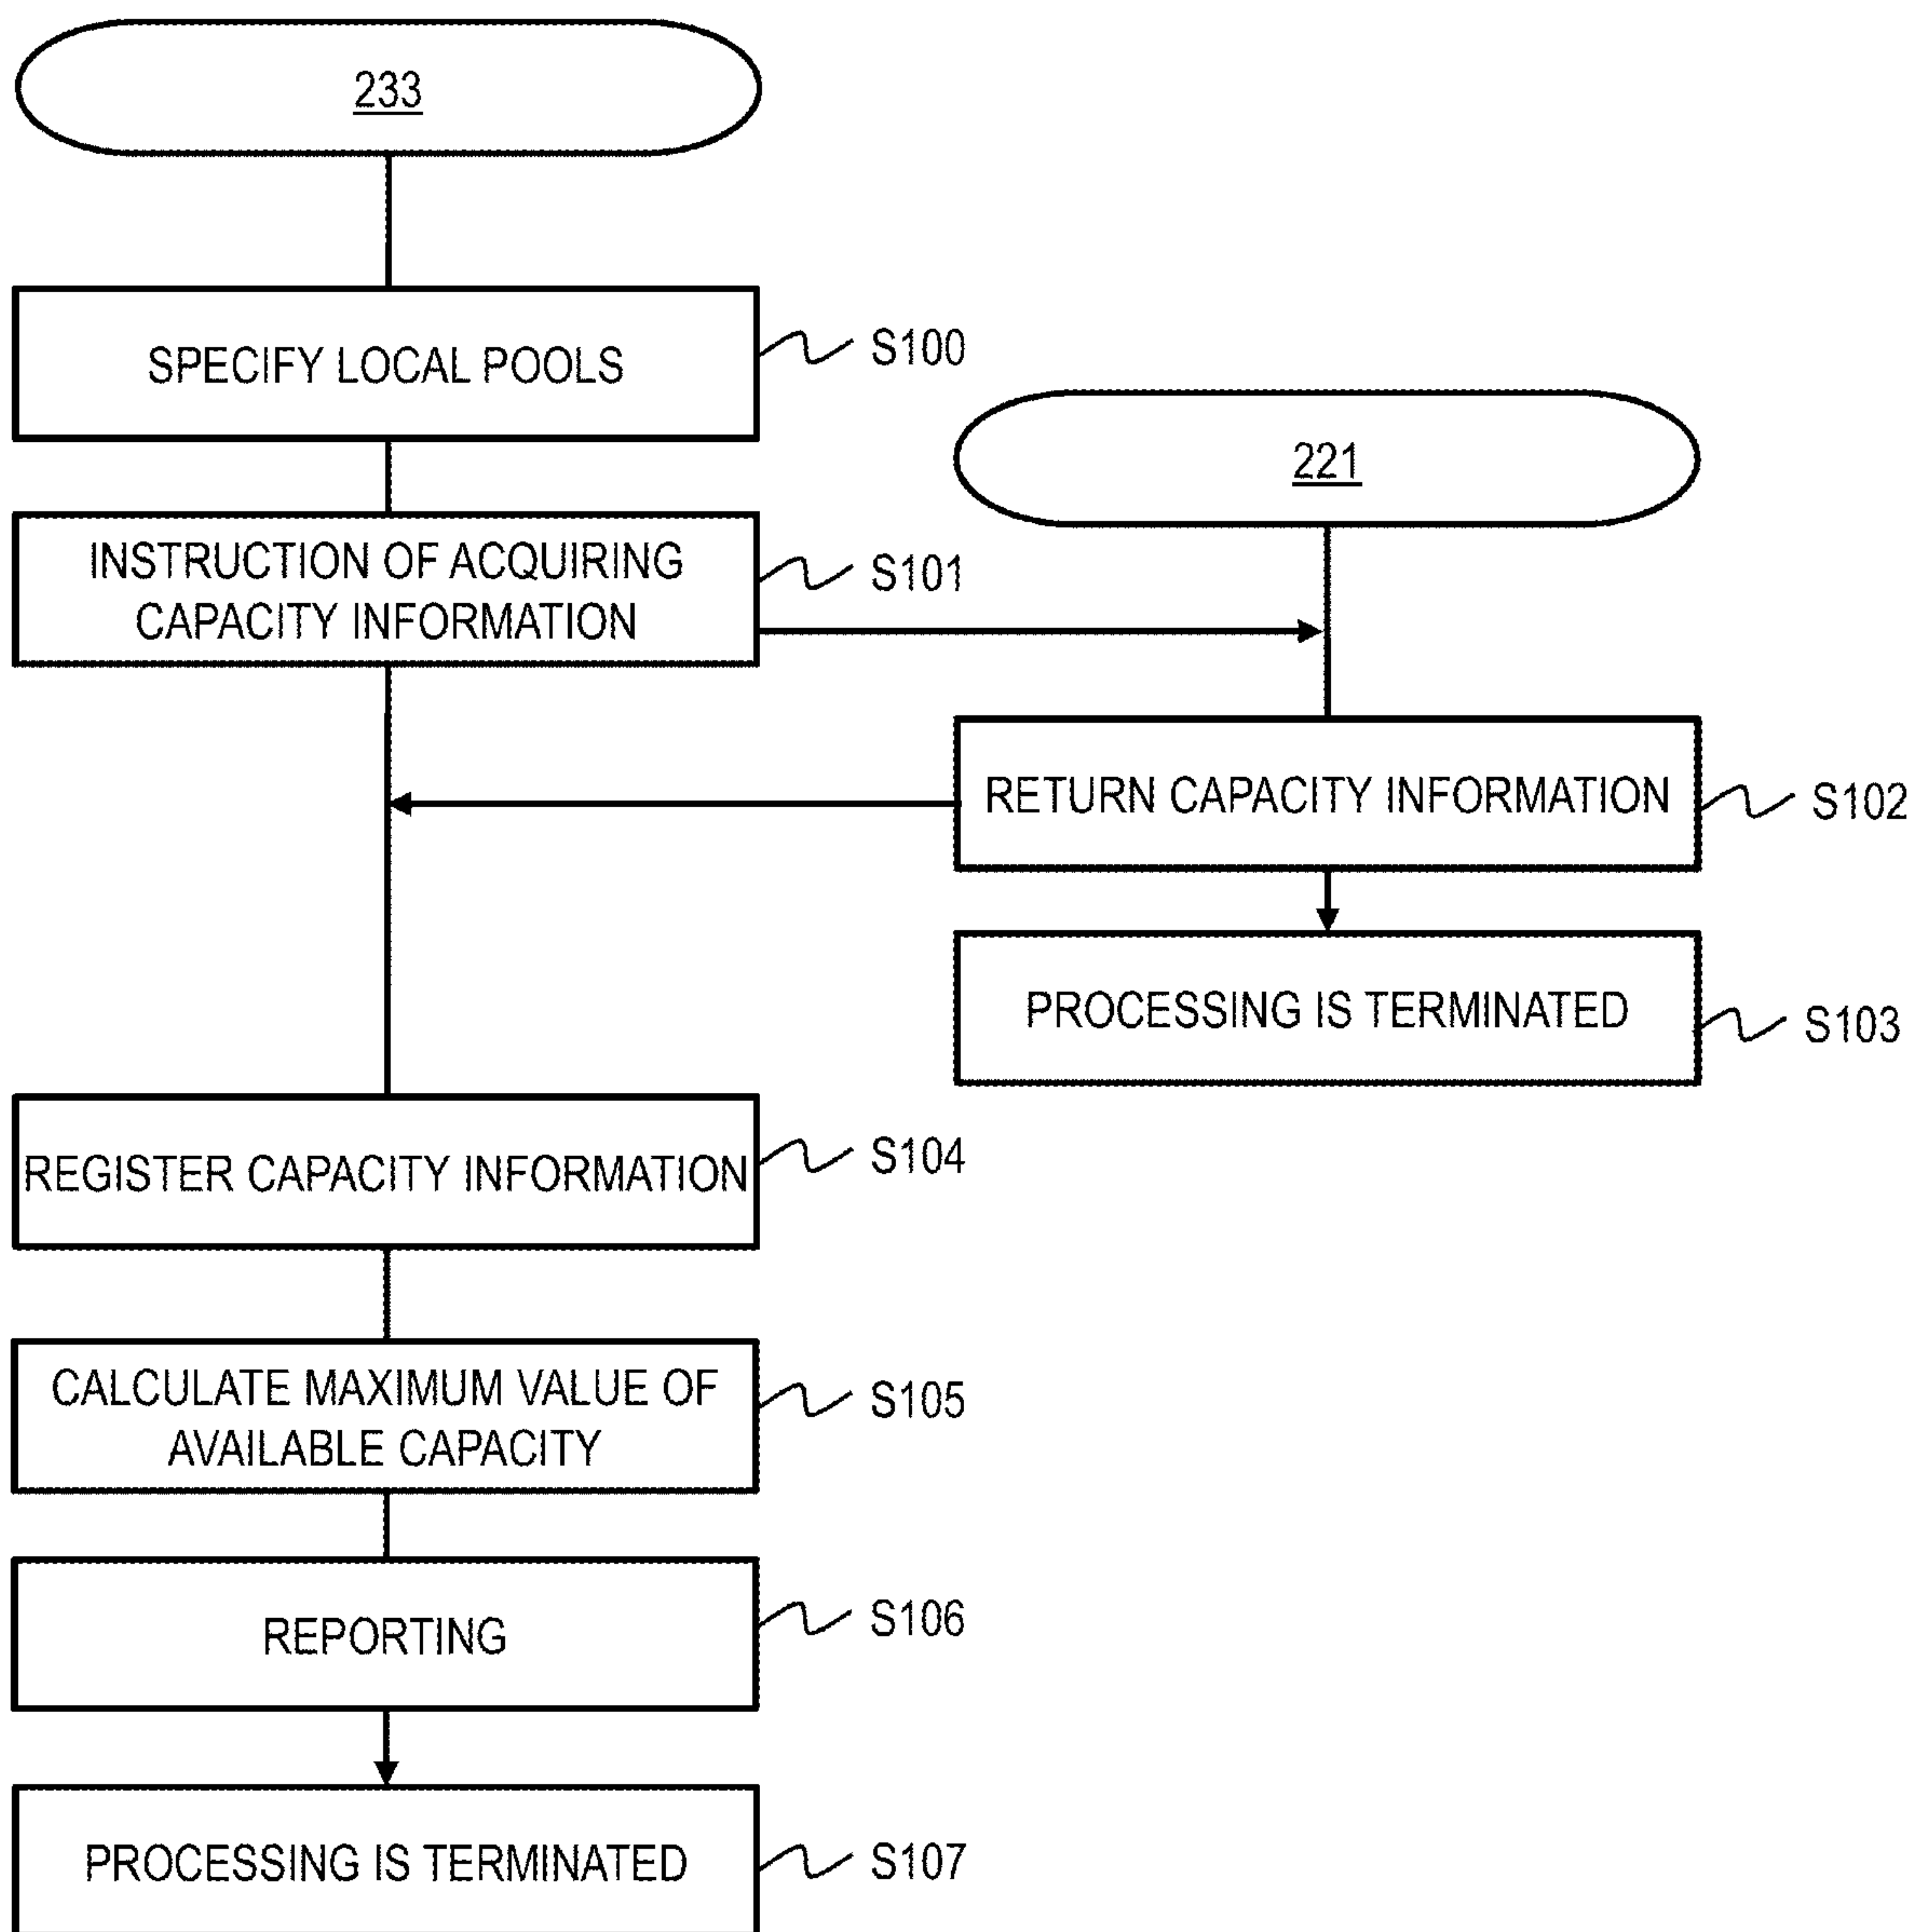 233
SPECIFY LOCAL POOLS
S100
221
INSTRUCTION OF ACQUIRING
CAPACITY INFORMATION
S101
RETURN CAPACITY INFORMATION
S102
PROCESSING IS TERMINATED
S103
REGISTER CAPACITY INFORMATION
S104
CALCULATE MAXIMUM VALUE OF
AVAILABLE CAPACITY
S105
REPORTING
S106
PROCESSING IS TERMINATED
S107